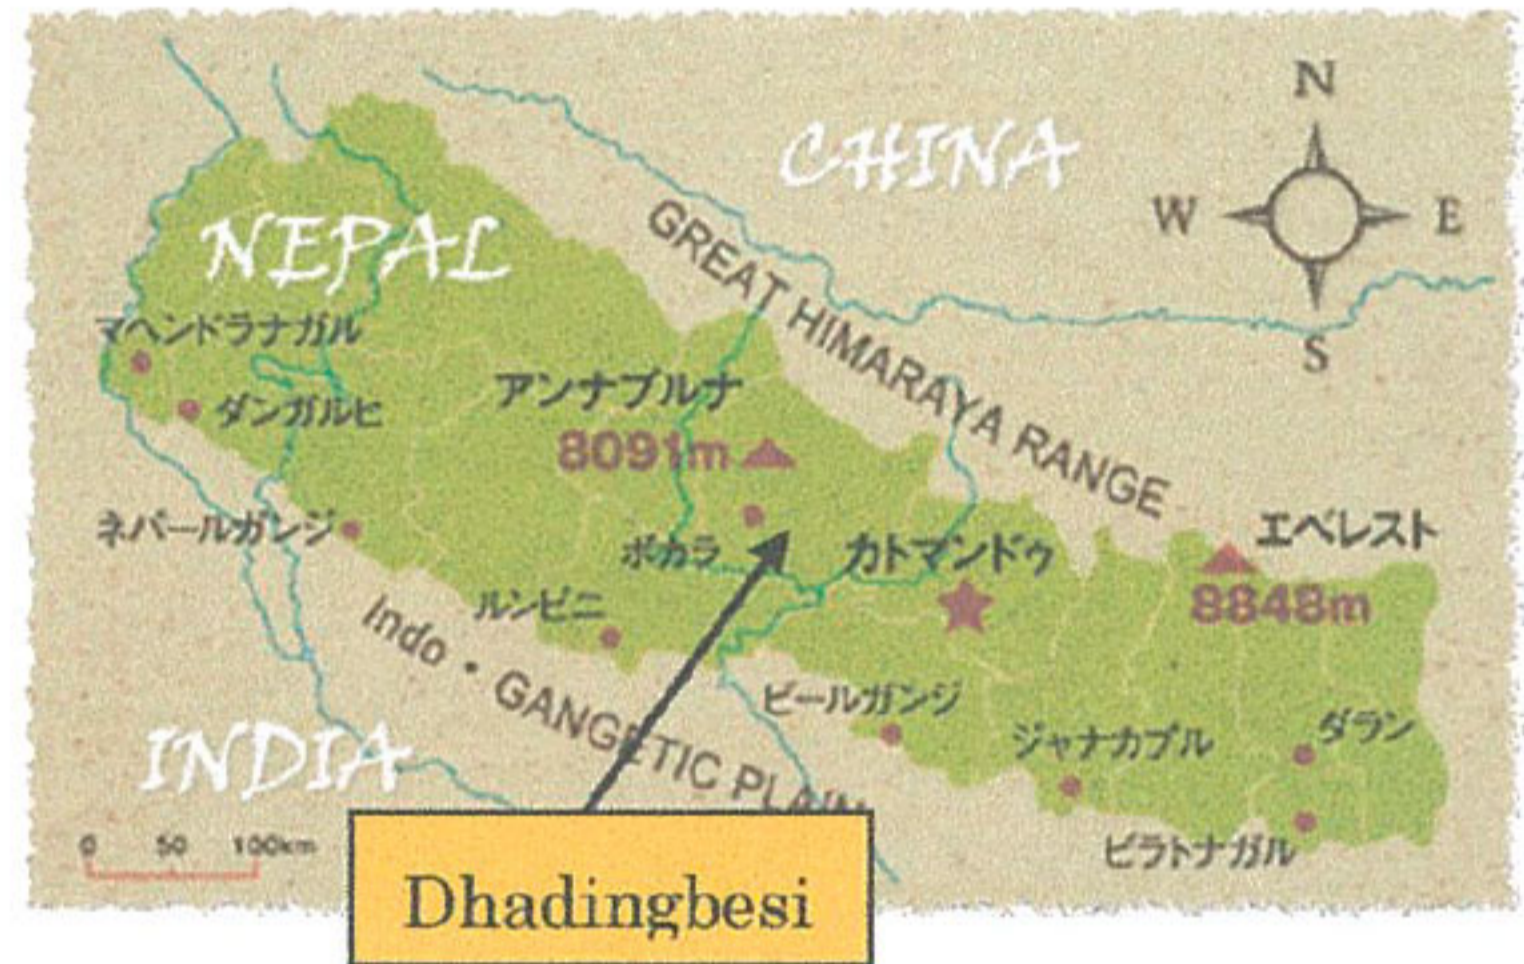 N
CHINA
W
E
NEPAL
GREAT HIMARAYA RANGE
マヘンドラナガル
S
アンナプルナ
ダンガルヒ
8091m
エベレスト
ネパールガンジ
ポカラ
カトマンドゥ
8848m
ルンビニ
Indo・GANGETIC PLAIN
ビールガンジ
ダラン
INDIA
ジャナカプル
0 50 100km
ビラトナガル
Dhadingbesi